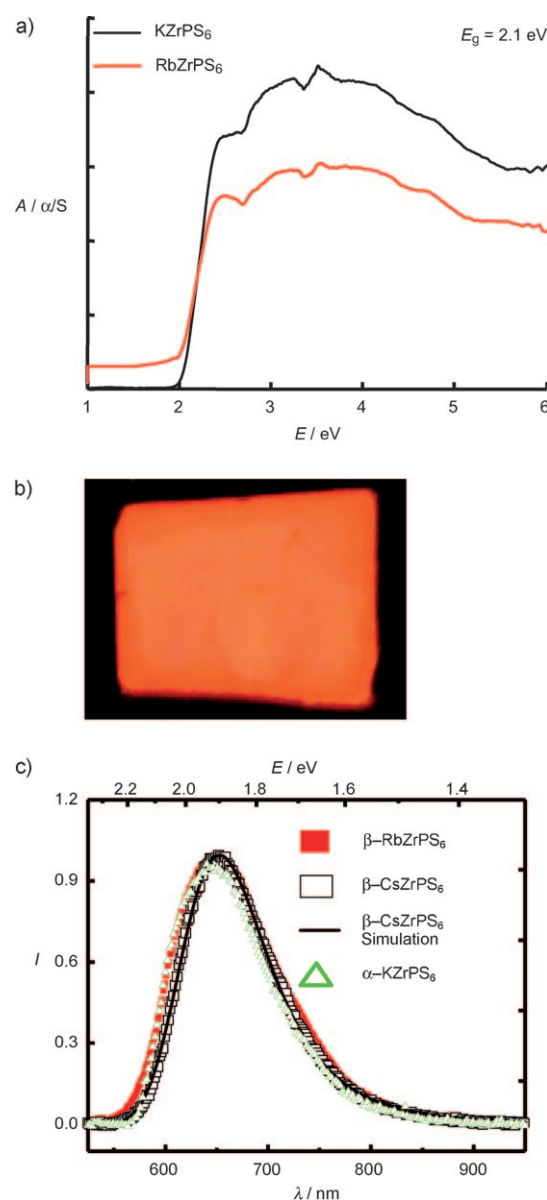 a)
KZrPS₆
RbZrPS₆
E_g = 2.1 eV
A / α/S
1 2 3 4 5 6
E / eV
b)
c)
E / eV
2.2 2.0 1.8 1.6 1.4
1.2
0.9
I
0.6
0.3
0.0
β–RbZrPS₆
β–CsZrPS₆
β–CsZrPS₆
Simulation
α–KZrPS₆
600 700 800 900
λ / nm